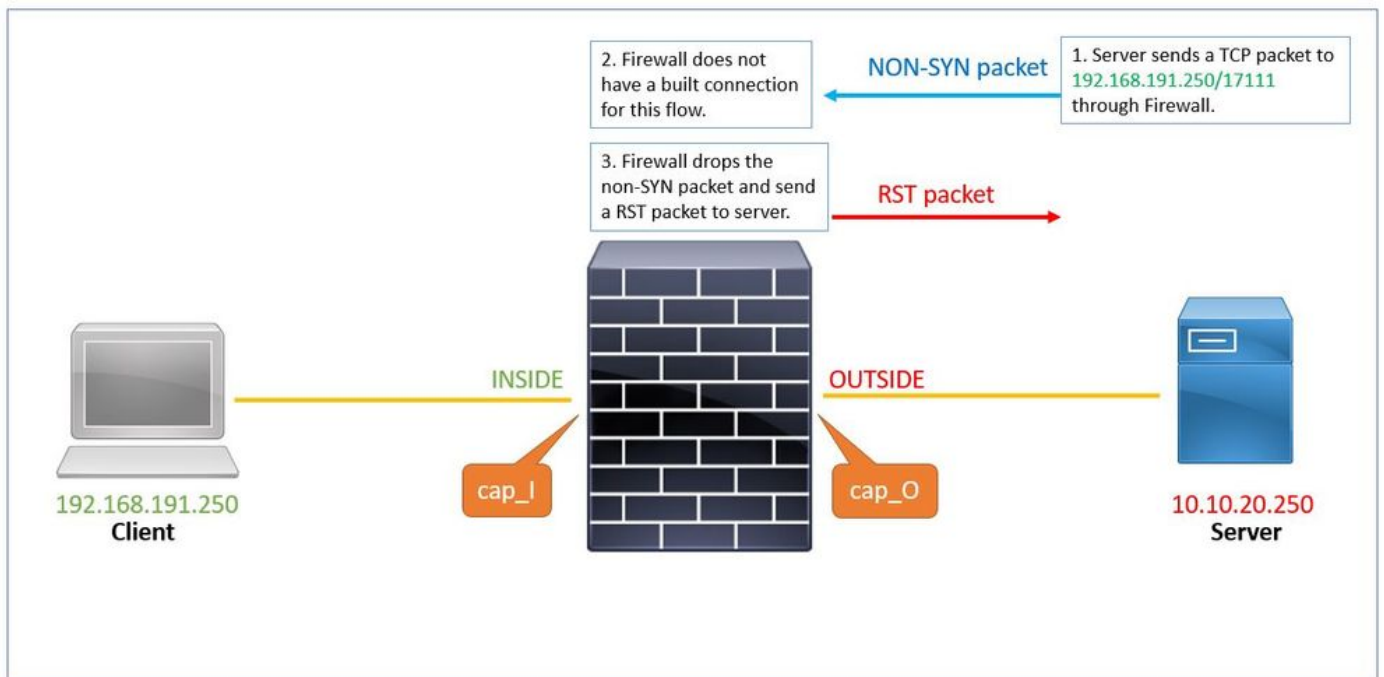 2. Firewall does not
have a built connection
for this flow.
NON-SYN packet
1. Server sends a TCP packet to
192.168.191.250/17111
through Firewall.
3. Firewall drops the
non-SYN packet and send
a RST packet to server.
RST packet
INSIDE
OUTSIDE
cap_I
cap_O
192.168.191.250
Client
10.10.20.250
Server